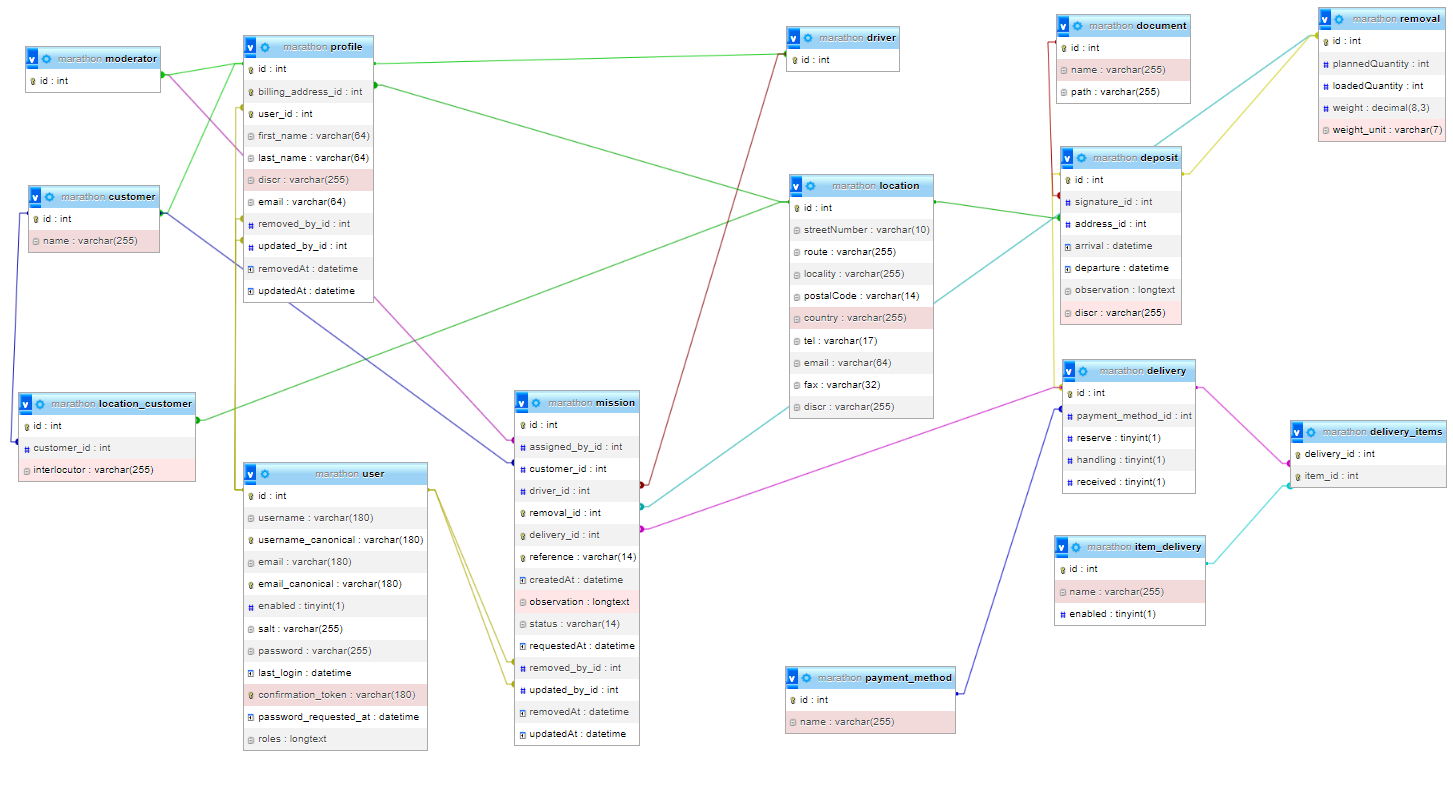 v marathon moderator
id : int
v marathon profile
id : int
billing_address_id : int
user_id : int
first_name : varchar(64)
last_name : varchar(64)
discr : varchar(255)
email : varchar(64)
# removed_by_id : int
# updated_by_id : int
removedAt : datetime
updatedAt : datetime
v marathon driver
id : int
v marathon document
id : int
name : varchar(255)
path : varchar(255)
v marathon removal
id : int
# plannedQuantity : int
# loadedQuantity : int
# weight : decimal(8,3)
weight_unit : varchar(7)
v marathon customer
id : int
name : varchar(255)
v marathon location
id : int
streetNumber : varchar(10)
route : varchar(255)
locality : varchar(255)
postalCode : varchar(14)
country : varchar(255)
tel : varchar(17)
email : varchar(64)
fax : varchar(32)
discr : varchar(255)
v marathon deposit
id : int
# signature_id : int
# address_id : int
arrival : datetime
departure : datetime
observation : longtext
discr : varchar(255)
v marathon location_customer
id : int
# customer_id : int
interlocutor : varchar(255)
v marathon mission
id : int
# assigned_by_id : int
# customer_id : int
# driver_id : int
removal_id : int
delivery_id : int
reference : varchar(14)
createdAt : datetime
observation : longtext
status : varchar(14)
requestedAt : datetime
# removed_by_id : int
# updated_by_id : int
removedAt : datetime
updatedAt : datetime
v marathon delivery
id : int
# payment_method_id : int
# reserve : tinyint(1)
# handling : tinyint(1)
# received : tinyint(1)
v marathon delivery_items
delivery_id : int
item_id : int
v marathon user
id : int
username : varchar(180)
username_canonical : varchar(180)
email : varchar(180)
email_canonical : varchar(180)
# enabled : tinyint(1)
salt : varchar(255)
password : varchar(255)
last_login : datetime
confirmation_token : varchar(180)
password_requested_at : datetime
roles : longtext
v marathon item_delivery
id : int
name : varchar(255)
# enabled : tinyint(1)
v marathon payment_method
id : int
name : varchar(255)